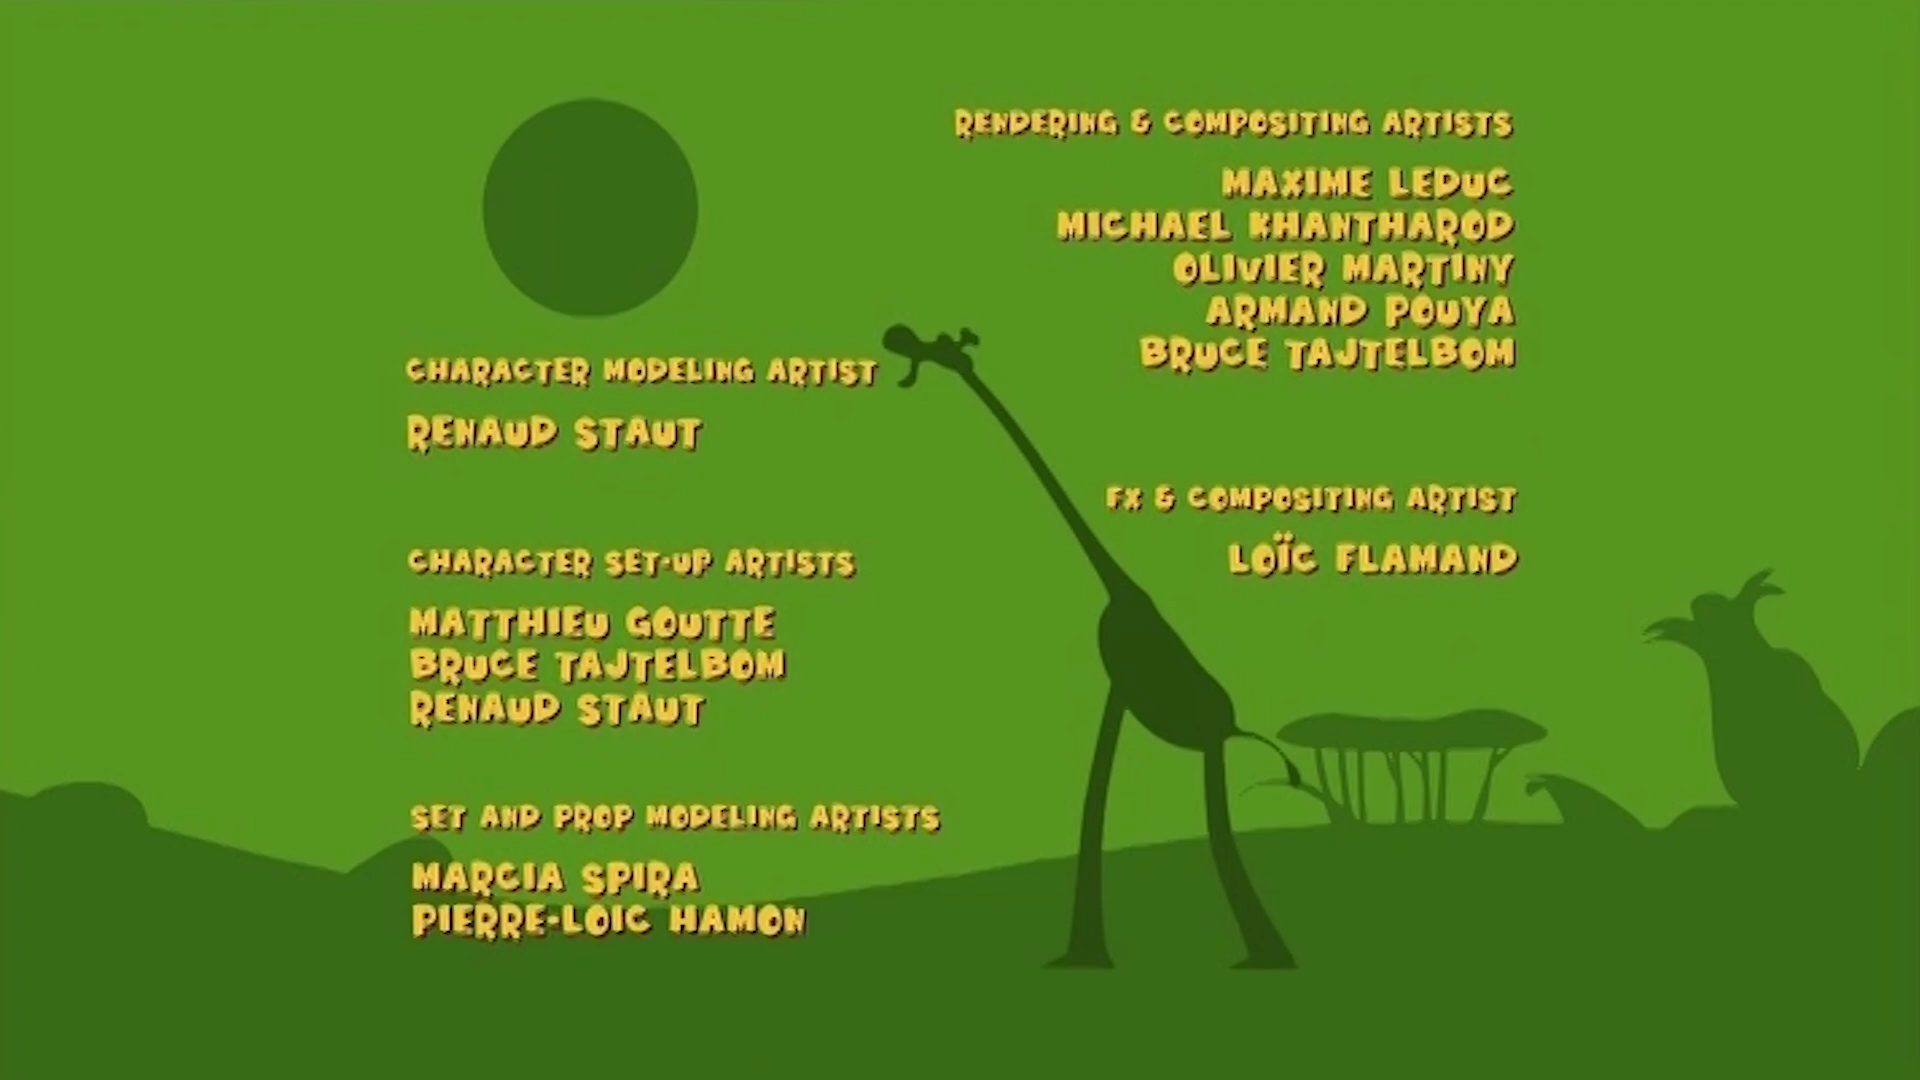 CHARACTER MODELING ARTIST
RENAUD STAUT
CHARACTER SET-UP ARTISTS
MATTHIEU GOUTTE
BRUCE TAJTELBOM
RENAUD STAUT
SET AND PROP MODELING ARTISTS
MARCIA SPIRA
PIERRE-LOIC HAMON
RENDERING & COMPOSITING ARTISTS
MAXIME LEDUC
MICHAEL KHANTHAROD
OLIVIER MARTINY
ARMAND POUYA
BRUCE TAJTELBOM
FX & COMPOSITING ARTIST
LOÏC FLAMAND